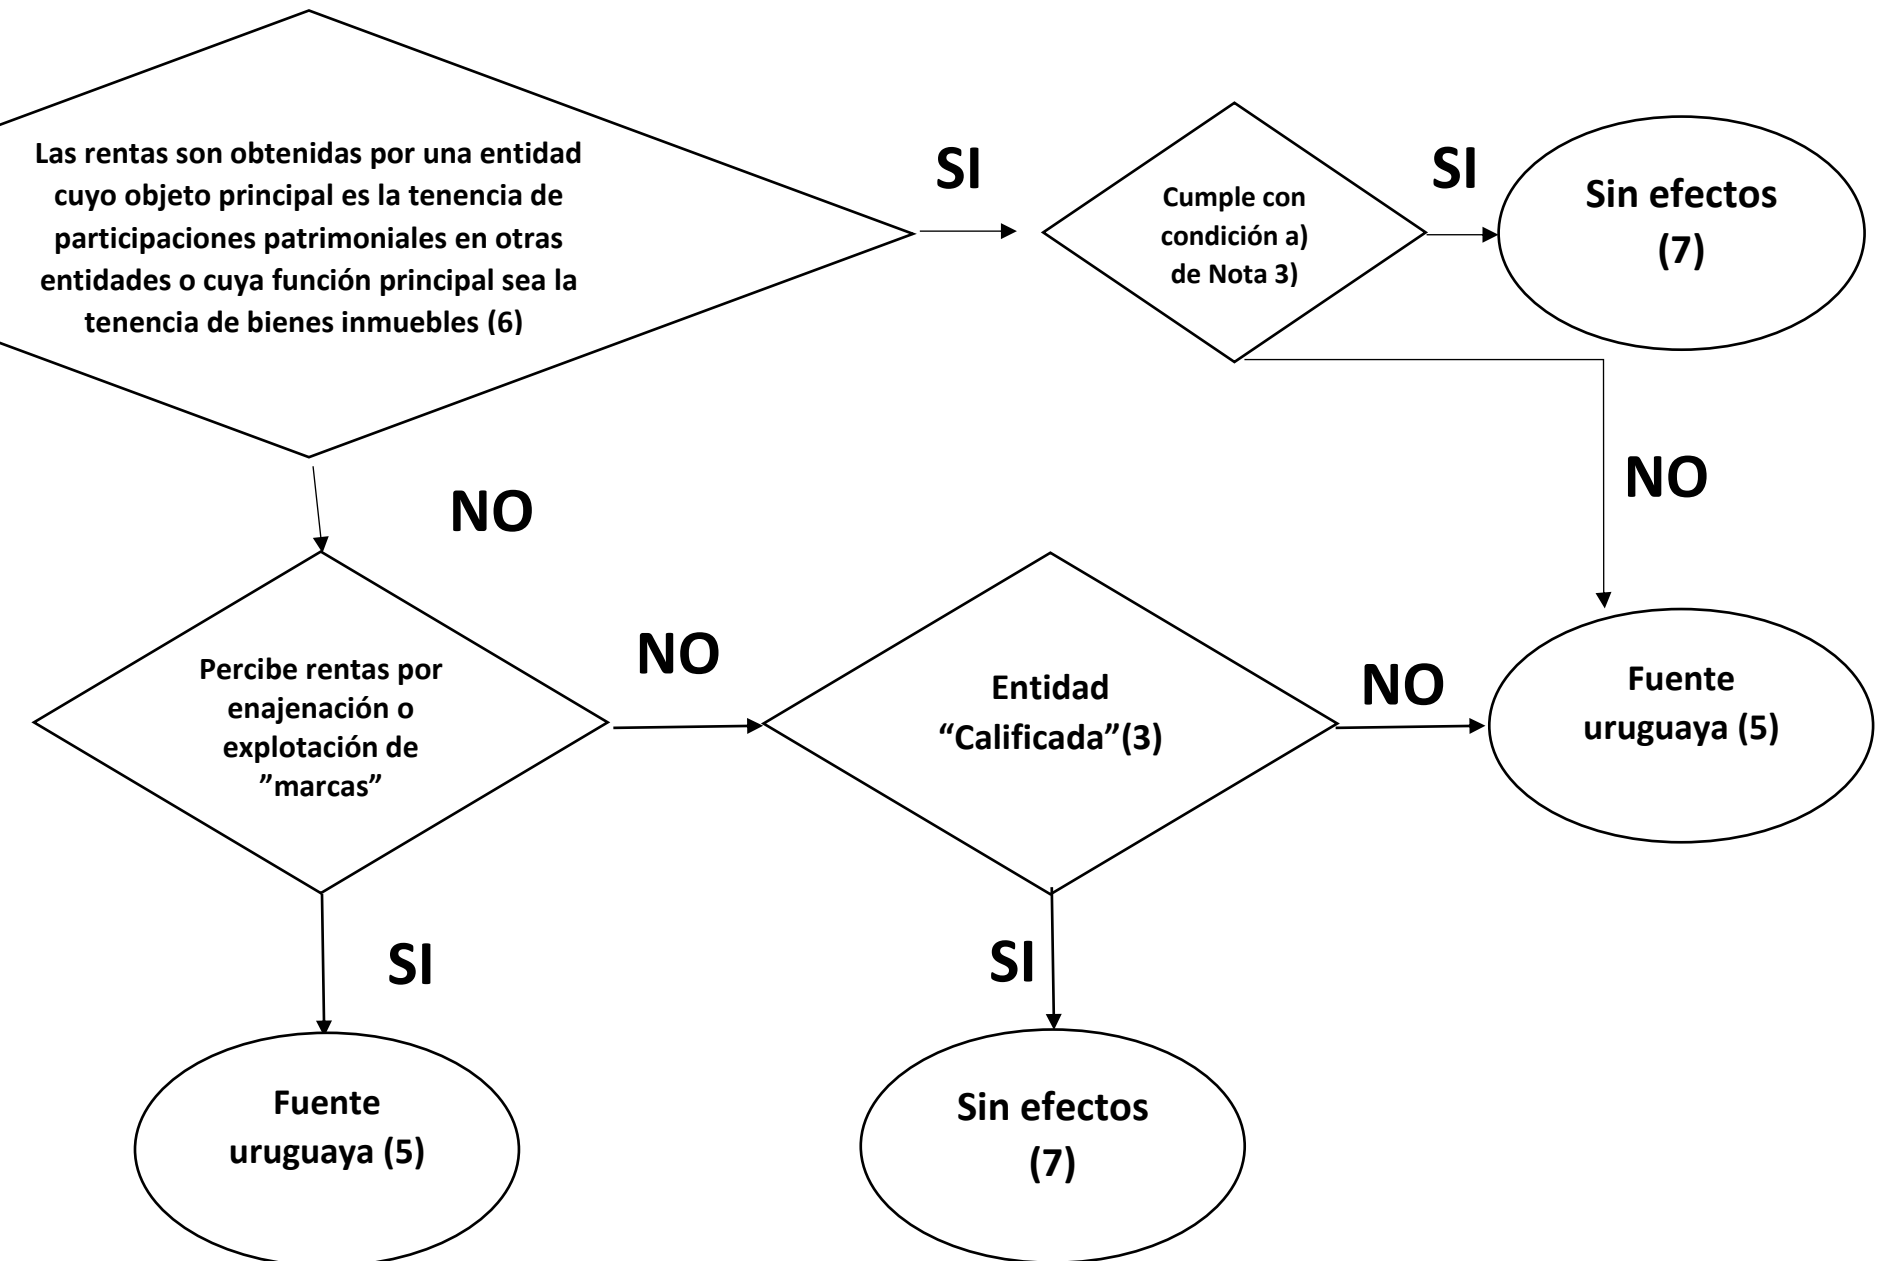 Las rentas son obtenidas por una entidad
cuyo objeto principal es la tenencia de
participaciones patrimoniales en otras
entidades o cuya función principal sea la
tenencia de bienes inmuebles (6)
SI
Cumple con
condición a)
de Nota 3)
SI
Sin efectos
(7)
NO
NO
Percibe rentas por
enajenación o
explotación de
”marcas”
NO
Entidad
“Calificada”(3)
NO
Fuente
uruguaya (5)
SI
SI
Fuente
uruguaya (5)
Sin efectos
(7)